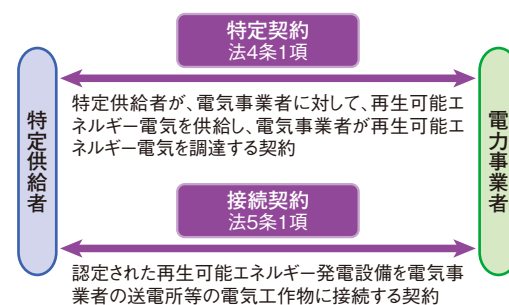 特定契約
法4条1項
特定供給者
電力事業者
特定供給者が、電気事業者に対して、再生可能エ
ネルギー電気を供給し、電気事業者が再生可能エ
ネルギー電気を調達する契約
接続契約
法5条1項
認定された再生可能エネルギー発電設備を電気事
業者の送電所等の電気工作物に接続する契約